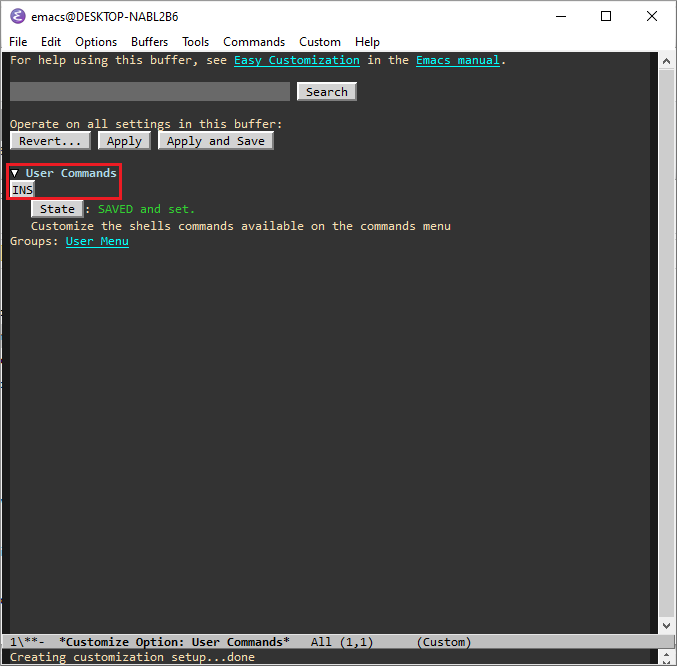 emacs@DESKTOP-NABL2B6
File Edit Options Buffers Tools Commands Custom Help
For help using this buffer, see Easy Customization in the Emacs manual.
Search
Operate on all settings in this buffer:
Revert... Apply Apply and Save
▼ User Commands
INS
State : SAVED and set.
Customize the shells commands available on the commands menu
Groups: User Menu
1\**-  *Customize Option: User Commands*   All (1,1)      (Custom)
Creating customization setup...done